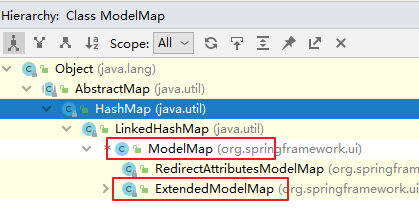 Hierarchy: Class ModelMap
Scope: All
Object (java.lang)
AbstractMap (java.util)
HashMap (java.util)
LinkedHashMap (java.util)
* ModelMap (org.springframework.ui)
RedirectAttributesModelMap (org.springfram
ExtendedModelMap (org.springframework.ui)